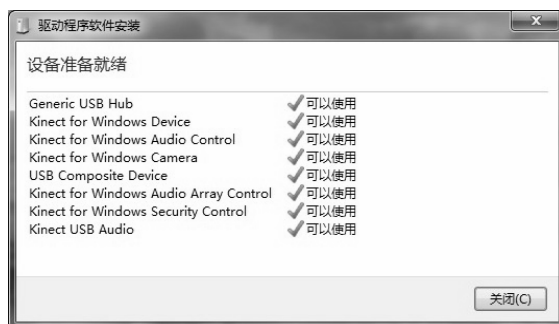 驱动程序软件安装
设备准备就绪
Generic USB Hub 可以使用
Kinect for Windows Device 可以使用
Kinect for Windows Audio Control 可以使用
Kinect for Windows Camera 可以使用
USB Composite Device 可以使用
Kinect for Windows Audio Array Control 可以使用
Kinect for Windows Security Control 可以使用
Kinect USB Audio 可以使用
关闭(C)